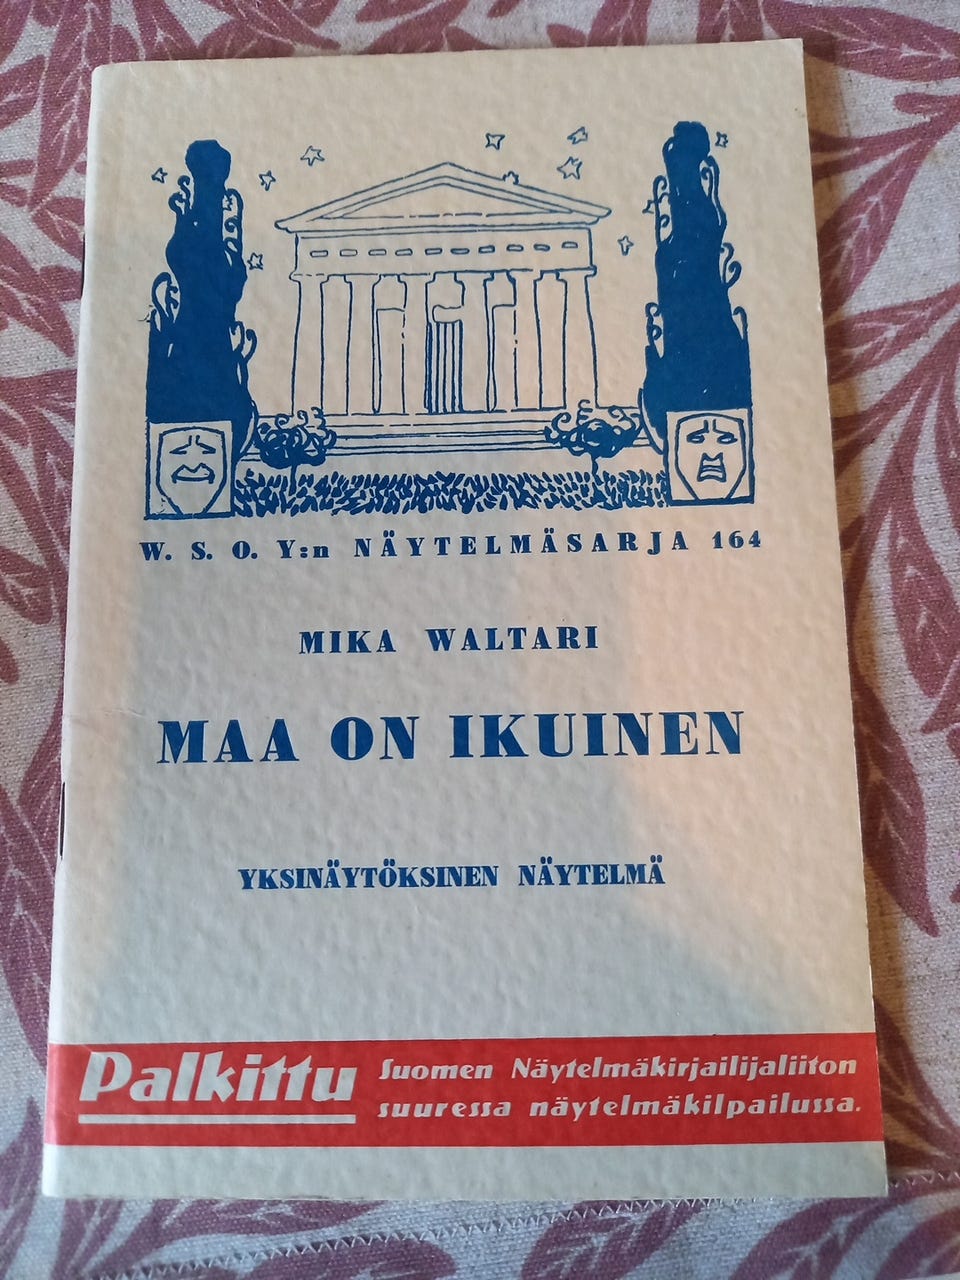 W. S. O. Y:n NÄYTELMÄSARJA 164
MIKA WALTARI
MAA ON IKUINEN
YKSINÄYTÖKSINEN NÄYTELMÄ
Palkittu
Suomen Näytelmäkirjailijaliiton
suuressa näytelmäkilpailussa.